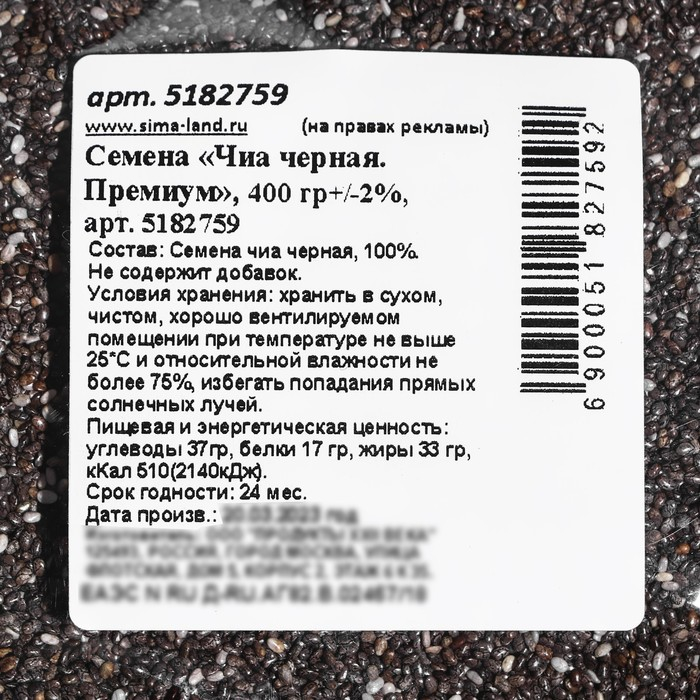 арт. 5182759
www.sima-land.ru (на правах рекламы)
Семена «Чиа черная.
Премиум», 400 гр+/-2%,
арт. 5182759
Состав: Семена чиа черная, 100%.
Не содержит добавок.
Условия хранения: хранить в сухом,
чистом, хорошо вентилируемом
помещении при температуре не выше
25*С и относительной влажности не
более 75%, избегать попадания прямых
солнечных лучей.
Пищевая и энергетическая ценность:
углеводы 37гр, белки 17 гр, жиры 33 гр,
кКал 510(2140кДж).
Срок годности: 24 мес.
Дата произв.:
6 900051 827592